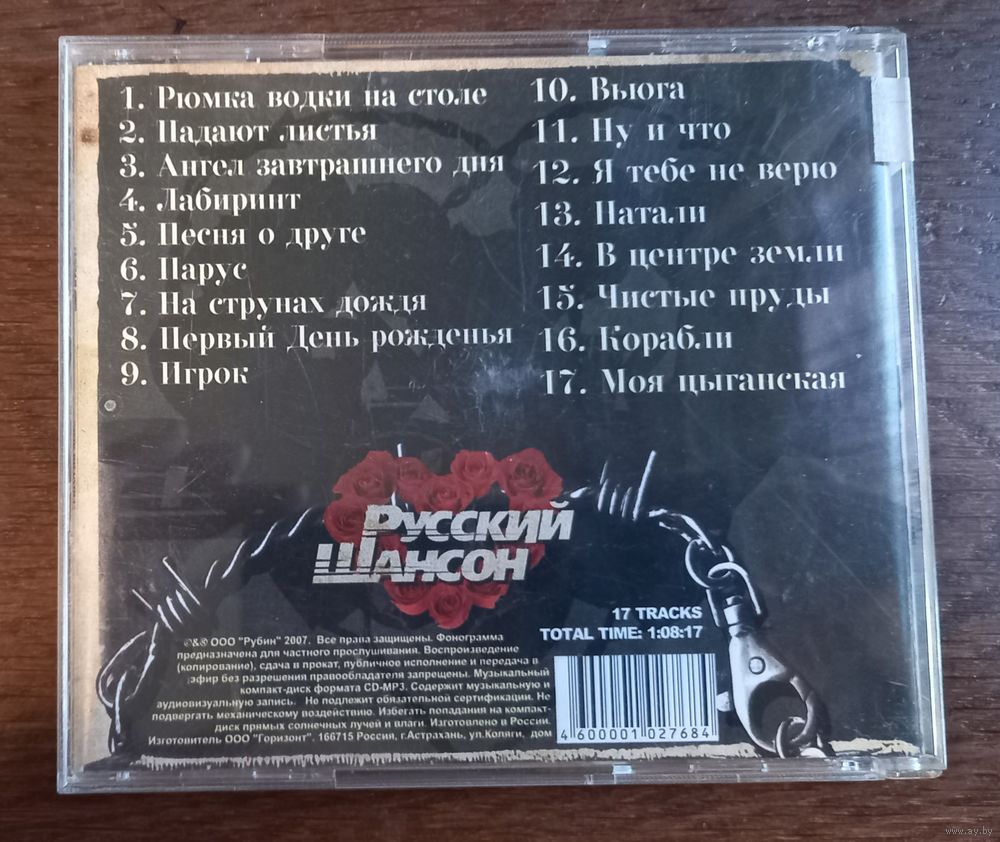 1. Рюмка водки на столе
2. Падают листья
3. Ангел завтрашнего дня
4. Лабиринт
5. Песня о друге
6. Парус
7. На струнах дождя
8. Первый День рожденья
9. Игрок
10. Вьюга
11. Ну и что
12. Я тебе не верю
13. Натали
14. В центре земли
15. Чистые пруды
16. Корабли
17. Моя цыганская
Русский
Шансон
17 TRACKS
TOTAL TIME: 1:08:17
©&® ООО "Рубин" 2007. Все права защищены. Фонограмма
предназначена для частного прослушивания. Воспроизведение
(копирование), сдача в прокат, публичное исполнение и передача в
эфир без разрешения правообладателя запрещены. Музыкальный
компакт-диск формата CD-MP3. Содержит музыкальную и
аудиовизуальную запись. Не подлежит обязательной сертификации. Не
подвергать механическому воздействию. Избегать попадания на компакт-
диск прямых солнечных лучей и влаги. Изготовлено в России.
Изготовитель ООО "Горизонт". 166715 Россия, г.Астрахань, ул.Коляги, дом
4 600001 027684
www.ay.by